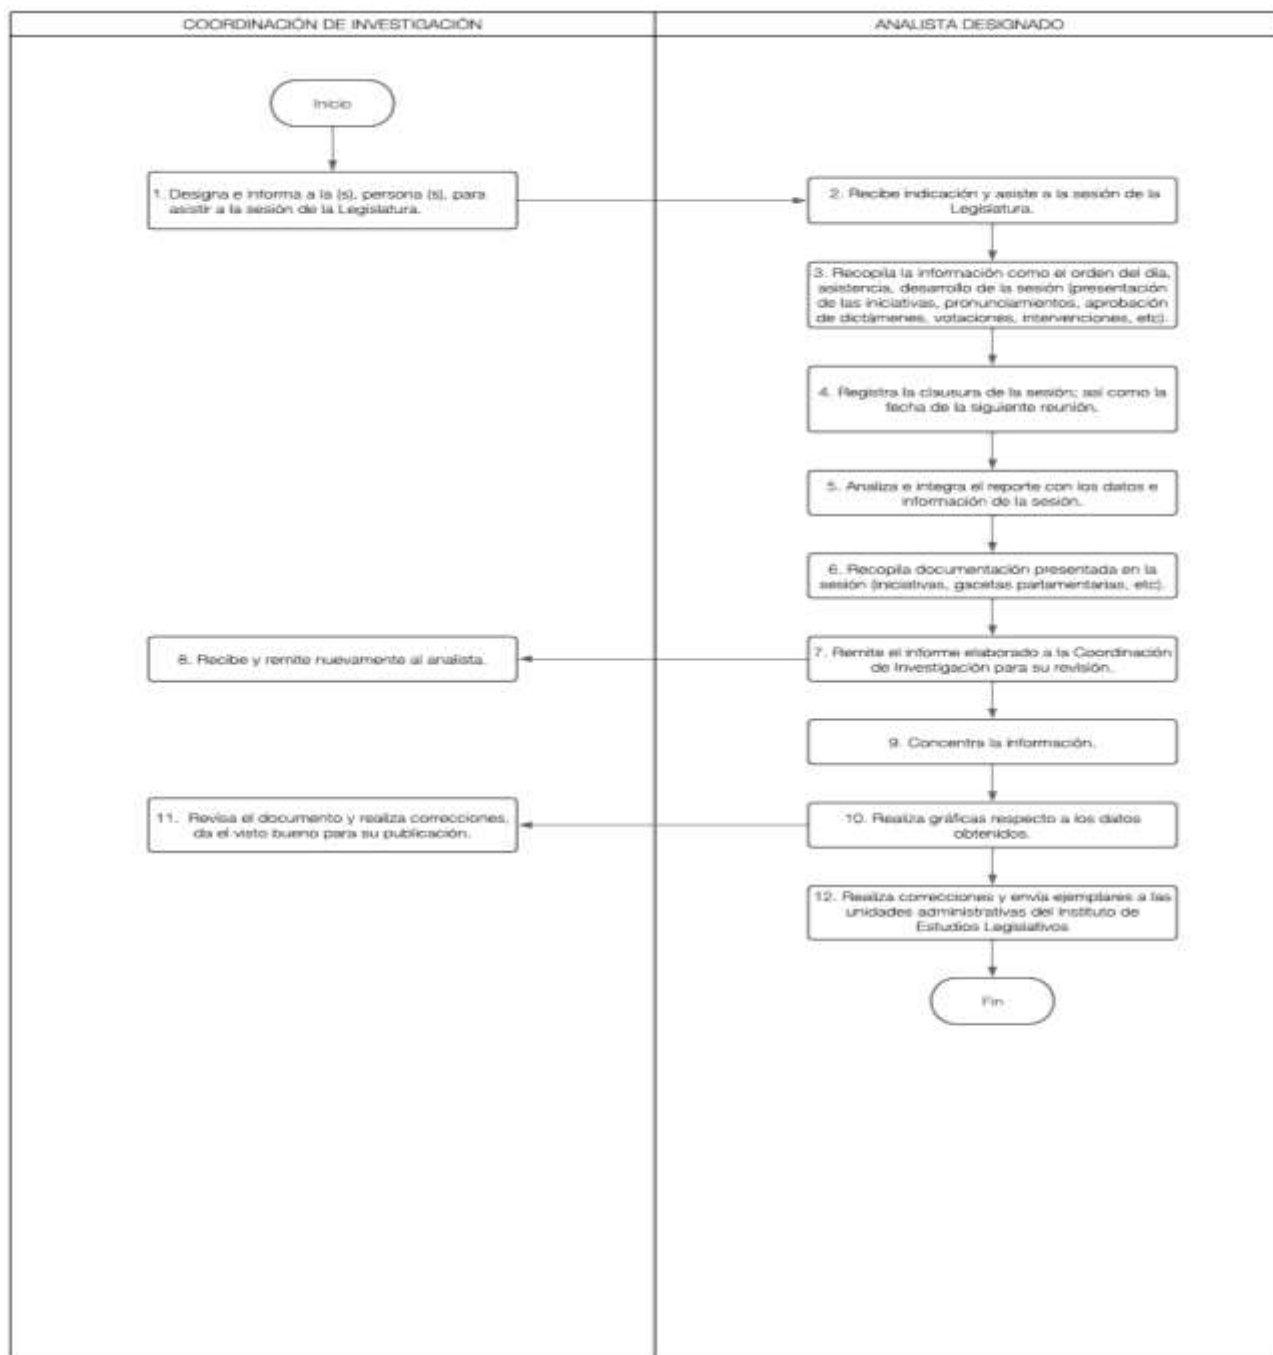 COORDINACIÓN DE INVESTIGACIÓN
ANALISTA DESIGNADO
Inicio
1. Designa e informa a la (s), persona (s), para
asistir a la sesión de la Legislatura.
2. Recibe indicación y asiste a la sesión de la
Legislatura.
3. Recopila la información como el orden del día,
asistencia, desarrollo de la sesión (presentación
de las iniciativas, pronunciamientos, aprobación
de dictámenes, votaciones, intervenciones, etc).
4. Registra la clausura de la sesión; así como la
fecha de la siguiente reunión.
5. Analiza e integra el reporte con los datos e
información de la sesión.
6. Recopila documentación presentada en la
sesión (iniciativas, gacetas parlamentarias, etc).
7. Remite el informe elaborado a la Coordinación
de Investigación para su revisión.
8. Recibe y remite nuevamente al analista.
9. Concentra la información.
10. Realiza gráficas respecto a los datos
obtenidos.
11. Revisa el documento y realiza correcciones,
da el visto bueno para su publicación.
12. Realiza correcciones y envía ejemplares a las
unidades administrativas del Instituto de
Estudios Legislativos
Fin